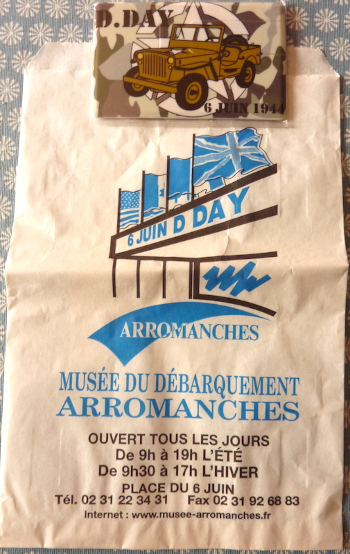 D.DAY
6 JUIN 1944
6 JUIN D DAY
ARROMANCHES
MUSÉE DU DÉBARQUEMENT
ARROMANCHES
OUVERT TOUS LES JOURS
De 9h à 19h L'ÉTÉ
De 9h30 à 17h L'HIVER
PLACE DU 6 JUIN
Tél. 02 31 22 34 31 Fax 02 31 92 68 83
Internet : www.musee-arromanches.fr